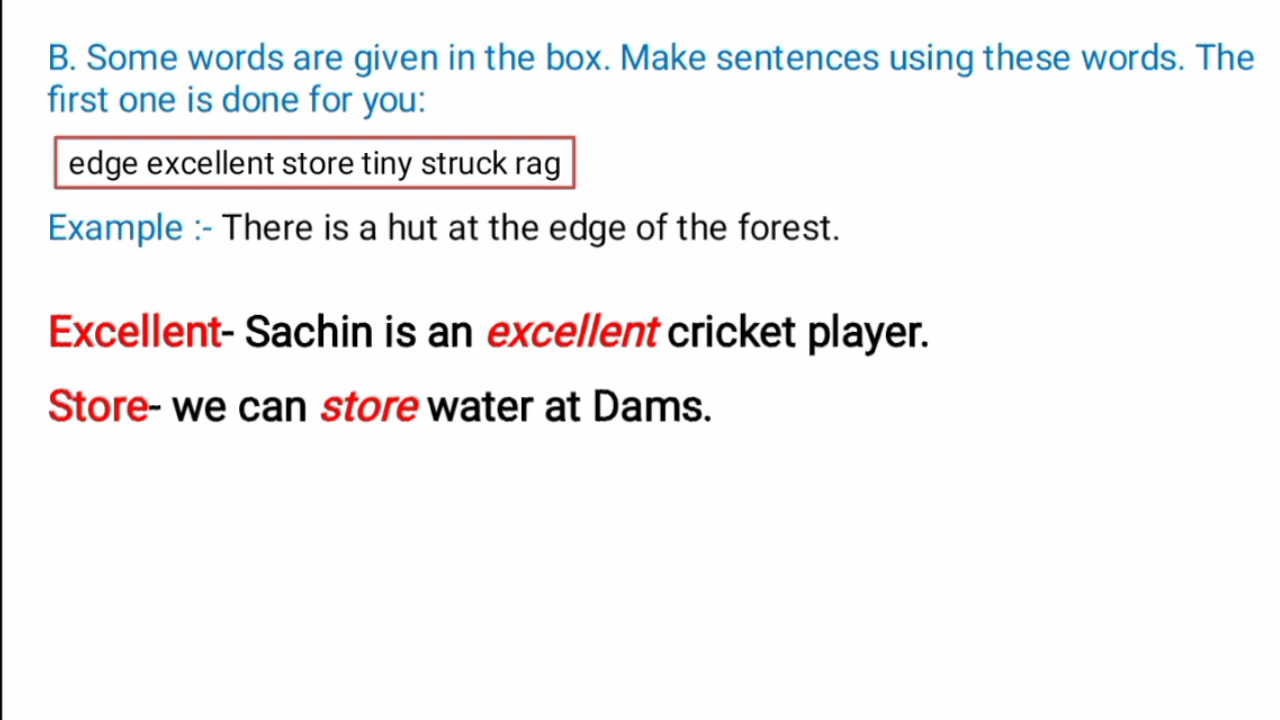 B. Some words are given in the box. Make sentences using these words. The
first one is done for you:
edge excellent store tiny struck rag
Example :- There is a hut at the edge of the forest.
Excellent- Sachin is an excellent cricket player.
Store- we can store water at Dams.